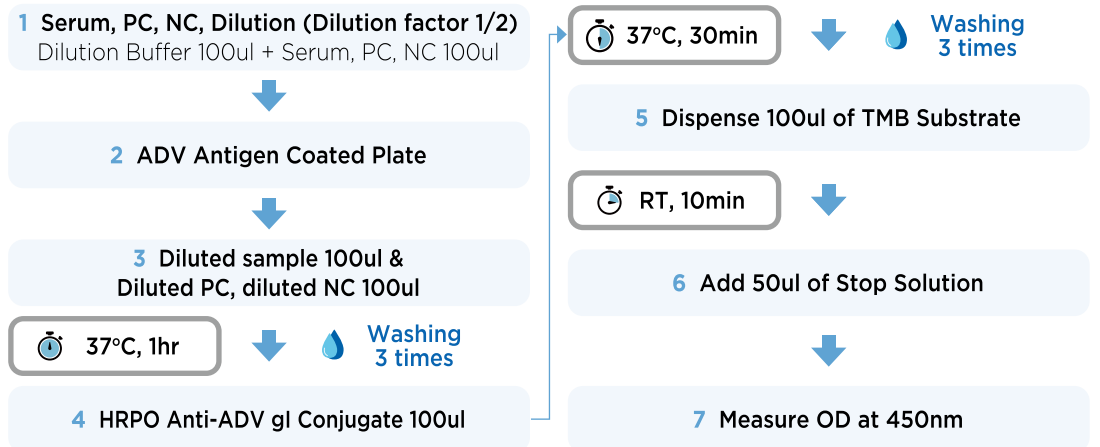 1 Serum, PC, NC, Dilution (Dilution factor 1/2)
Dilution Buffer 100ul + Serum, PC, NC 100ul
2 ADV Antigen Coated Plate
3 Diluted sample 100ul &
Diluted PC, diluted NC 100ul
37°C, 1hr
Washing
3 times
4 HRPO Anti-ADV gI Conjugate 100ul
37°C, 30min
Washing
3 times
5 Dispense 100ul of TMB Substrate
RT, 10min
6 Add 50ul of Stop Solution
7 Measure OD at 450nm